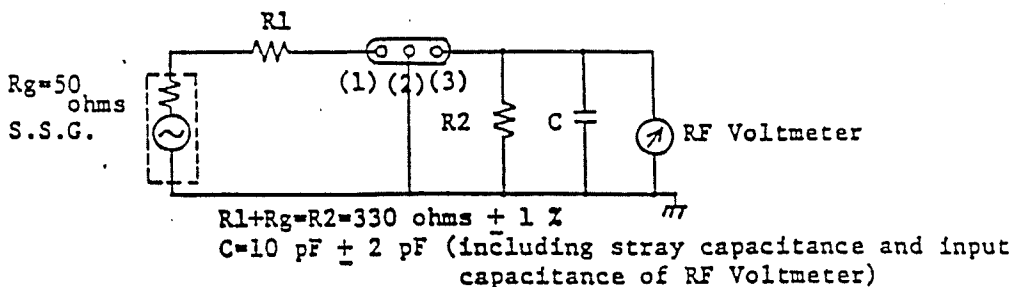 R1
(1) (2) (3)
Rg=50
ohms
S.S.G.
R2
C
RF Voltmeter
R1+Rg=R2=330 ohms ± 1 %
C=10 pF ± 2 pF (including stray capacitance and input
capacitance of RF Voltmeter)